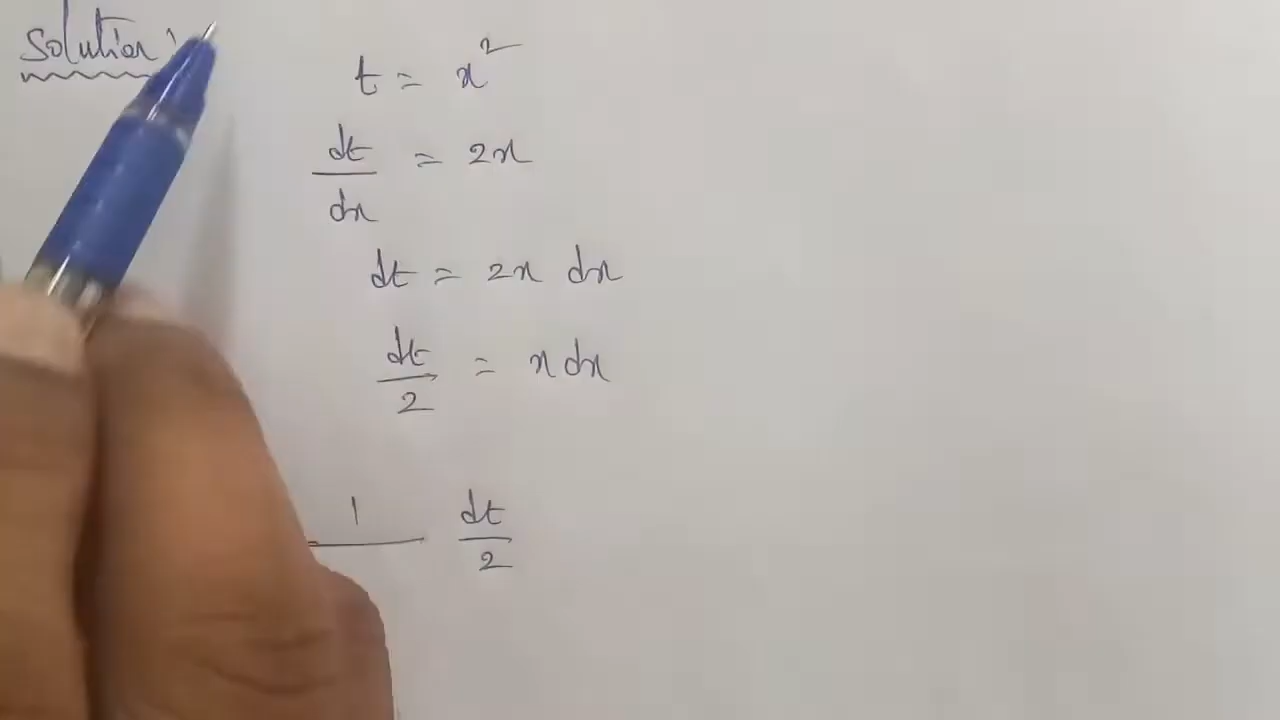 Solution:
t = x²
dt/dx = 2x
dt = 2x dx
dt/2 = x dx
1 dt/2